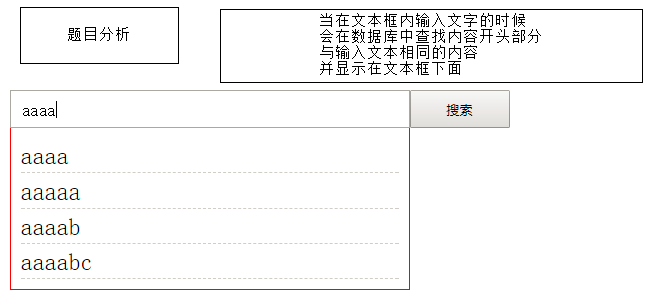 题目分析
当在文本框内输入文字的时候
会在数据库中查找内容开头部分
与输入文本相同的内容
并显示在文本框下面
aaaa
搜索
aaaa
aaaaa
aaaab
aaaabc